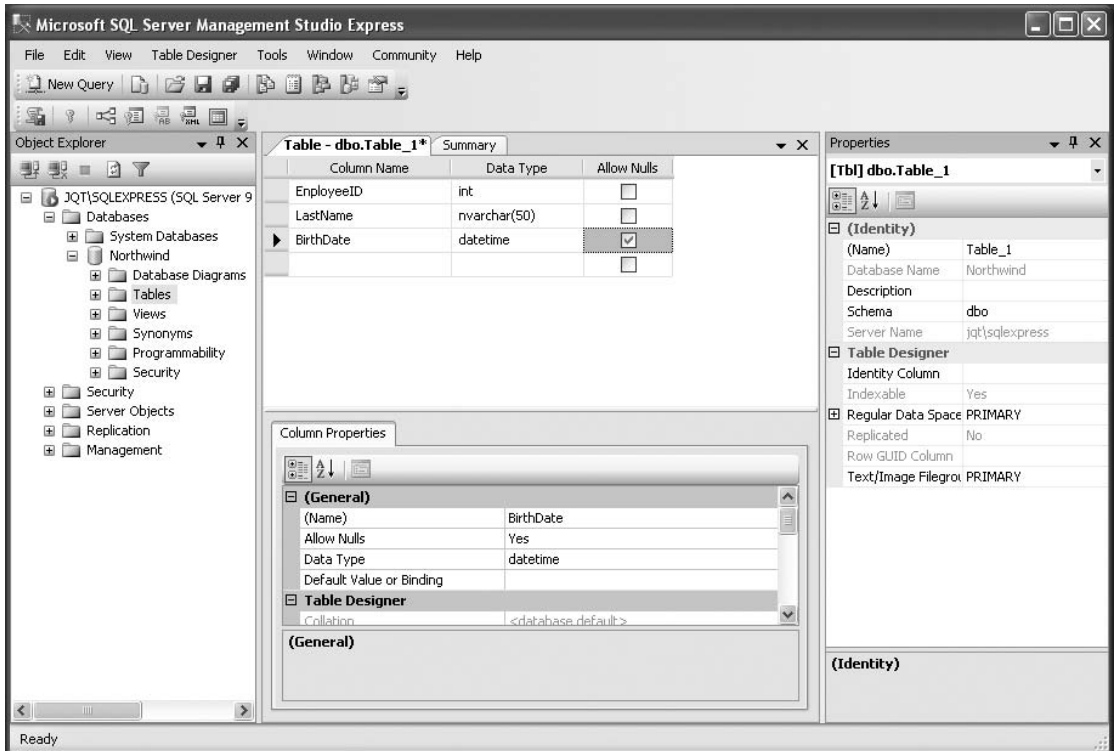 Microsoft SQL Server Management Studio Express
File Edit View Table Designer Tools Window Community Help
New Query
Object Explorer
JQT\SQLEXPRESS (SQL Server 9
Databases
System Databases
Northwind
Database Diagrams
Tables
Views
Synonyms
Programmability
Security
Security
Server Objects
Replication
Management
Table - dbo.Table_1* Summary
Column Name Data Type Allow Nulls
EnployeeID int
LastName nvarchar(50)
BirthDate datetime
Column Properties
(General)
(Name) BirthDate
Allow Nulls Yes
Data Type datetime
Default Value or Binding
Table Designer
Collation <database default>
(General)
Properties
[Tbl] dbo.Table_1
(Identity)
(Name) Table_1
Database Name Northwind
Description
Schema dbo
Server Name jqt\sqlexpress
Table Designer
Identity Column
Indexable Yes
Regular Data Space PRIMARY
Replicated No
Row GUID Column
Text/Image Filegrou PRIMARY
(Identity)
Ready